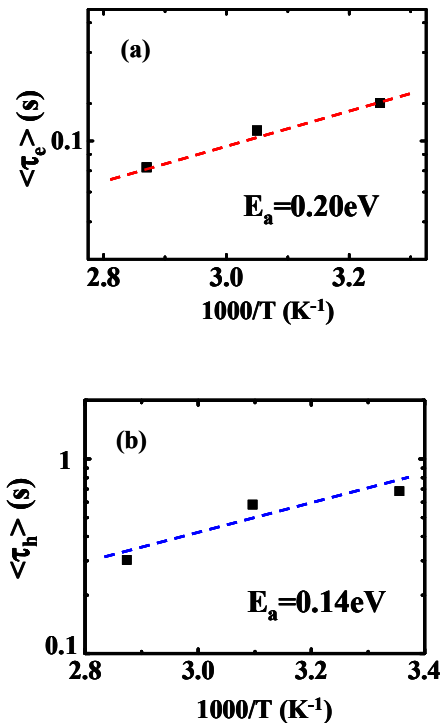 (a)
<τe> (s)
0.1
Ea=0.20eV
2.8 3.0 3.2
1000/T (K-1)
(b)
<τh> (s)
1
Ea=0.14eV
0.1
2.8 3.0 3.2 3.4
1000/T (K-1)